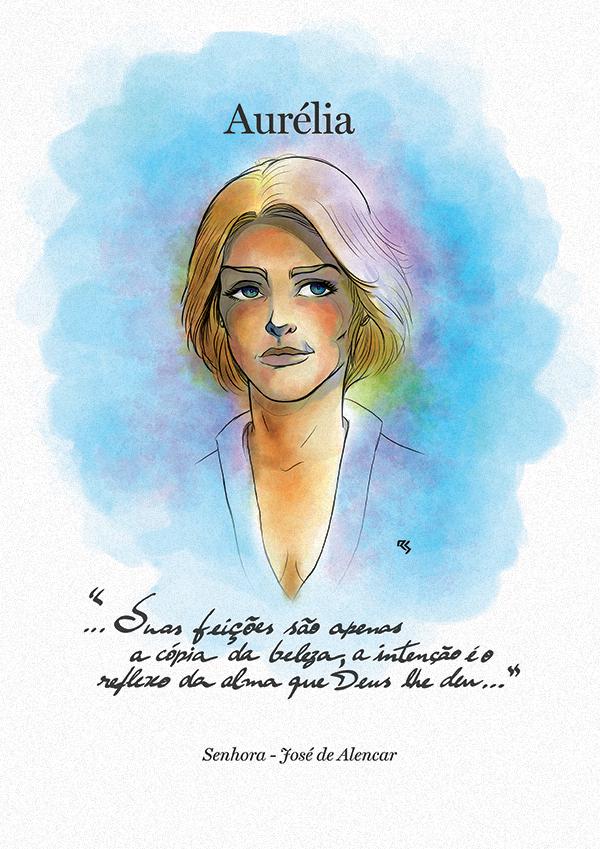 Aurélia
RS
“
... Suas feições são apenas
a cópia da beleza, a intenção é o
reflexo da alma que Deus lhe deu...”
Senhora - José de Alencar